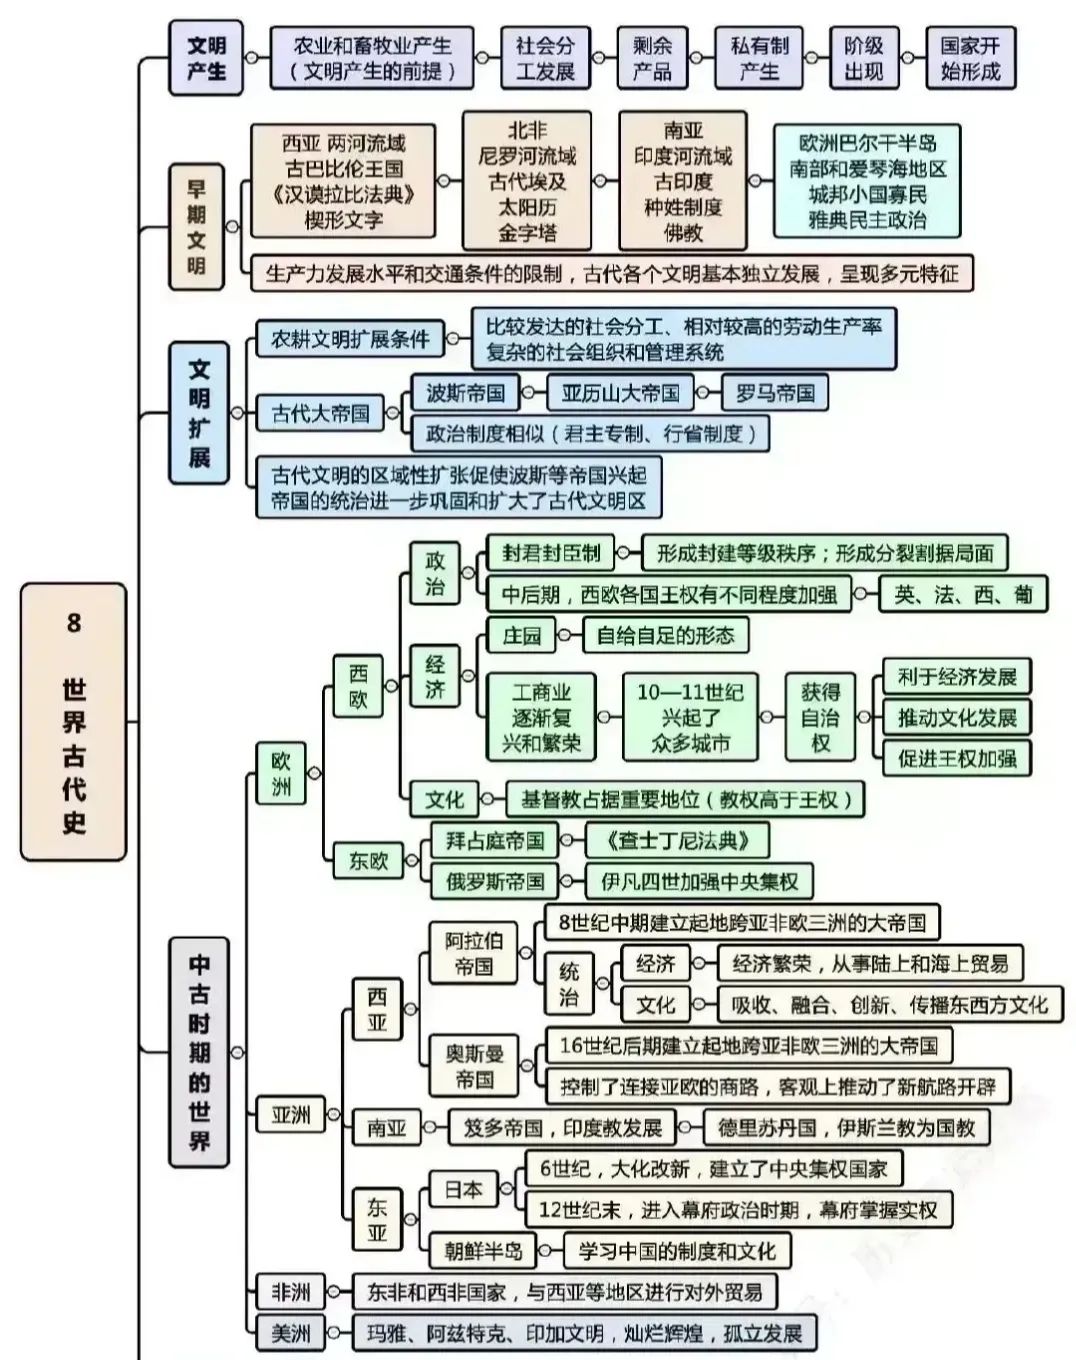 8
世界古代史
文明
产生
农业和畜牧业产生
（文明产生的前提）
社会分
工发展
剩余
产品
私有制
产生
阶级
出现
国家开
始形成
早期文明
西亚 两河流域
古巴比伦王国
《汉谟拉比法典》
楔形文字
北非
尼罗河流域
古代埃及
太阳历
金字塔
南亚
印度河流域
古印度
种姓制度
佛教
欧洲巴尔干半岛
南部和爱琴海地区
城邦小国寡民
雅典民主政治
生产力发展水平和交通条件的限制，古代各个文明基本独立发展，呈现多元特征
文明扩展
农耕文明扩展条件
比较发达的社会分工、相对较高的劳动生产率
复杂的社会组织和管理系统
古代大帝国
波斯帝国
亚历山大帝国
罗马帝国
政治制度相似（君主专制、行省制度）
古代文明的区域性扩张促使波斯等帝国兴起
帝国的统治进一步巩固和扩大了古代文明区
中古时期的世界
欧洲
西欧
政治
封君封臣制
形成封建等级秩序；形成分裂割据局面
中后期，西欧各国王权有不同程度加强
英、法、西、葡
经济
庄园
自给自足的形态
工商业
逐渐复
兴和繁荣
10—11世纪
兴起了
众多城市
获得
自治
权
利于经济发展
推动文化发展
促进王权加强
文化
基督教占据重要地位（教权高于王权）
东欧
拜占庭帝国
《查士丁尼法典》
俄罗斯帝国
伊凡四世加强中央集权
亚洲
西亚
阿拉伯
帝国
8世纪中期建立起地跨亚非欧三洲的大帝国
统治
经济
经济繁荣，从事陆上和海上贸易
文化
吸收、融合、创新、传播东西方文化
奥斯曼
帝国
16世纪后期建立起地跨亚非欧三洲的大帝国
控制了连接亚欧的商路，客观上推动了新航路开辟
南亚
笈多帝国，印度教发展
德里苏丹国，伊斯兰教为国教
东亚
日本
6世纪，大化改新，建立了中央集权国家
12世纪末，进入幕府政治时期，幕府掌握实权
朝鲜半岛
学习中国的制度和文化
非洲
东非和西非国家，与西亚等地区进行对外贸易
美洲
玛雅、阿兹特克、印加文明，灿烂辉煌，孤立发展